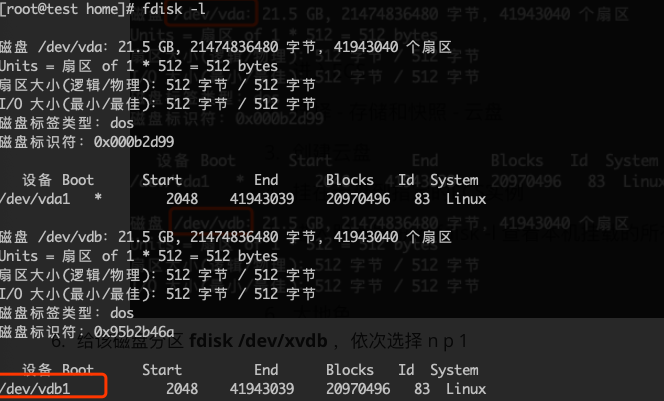 [root@test home]# fdisk -l
磁盘 /dev/vda：21.5 GB, 21474836480 字节，41943040 个扇区
Units = 扇区 of 1 * 512 = 512 bytes
扇区大小(逻辑/物理)：512 字节 / 512 字节
I/O 大小(最小/最佳)：512 字节 / 512 字节
磁盘标签类型：dos
磁盘标识符：0x000b2d99
设备 Boot Start End Blocks Id System
/dev/vda1 * 2048 41943039 20970496 83 Linux
磁盘 /dev/vdb：21.5 GB, 21474836480 字节，41943040 个扇区
Units = 扇区 of 1 * 512 = 512 bytes
扇区大小(逻辑/物理)：512 字节 / 512 字节
I/O 大小(最小/最佳)：512 字节 / 512 字节
磁盘标签类型：dos
磁盘标识符：0x95b2b46a
6. 给该磁盘分区 fdisk /dev/xvdb ，依次选择 n p 1
设备 Boot Start End Blocks Id System
/dev/vdb1 2048 41943039 20970496 83 Linux